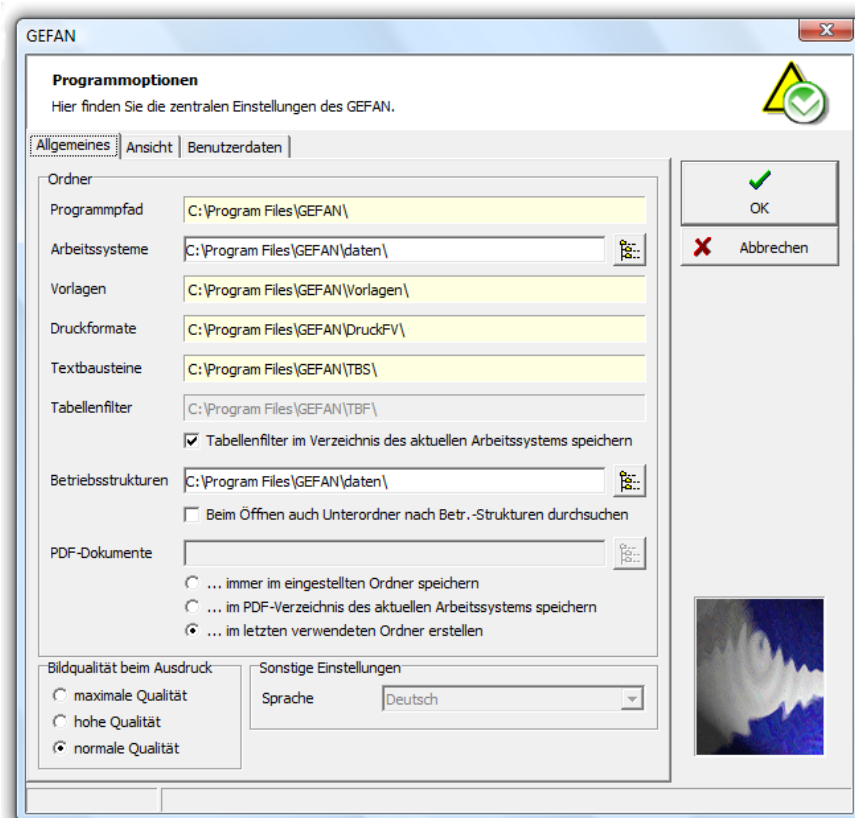 GEFAN
Programmoptionen
Hier finden Sie die zentralen Einstellungen des GEFAN.
Allgemeines Ansicht Benutzerdaten
Ordner
Programmpfad C:\Program Files\GEFAN\
OK
Arbeitssysteme C:\Program Files\GEFAN\daten\
Abbrechen
Vorlagen C:\Program Files\GEFAN\Vorlagen\
Druckformate C:\Program Files\GEFAN\DruckFV\
Textbausteine C:\Program Files\GEFAN\TBS\
Tabellenfilter C:\Program Files\GEFAN\TBF\
Tabellenfilter im Verzeichnis des aktuellen Arbeitssystems speichern
Betriebsstrukturen C:\Program Files\GEFAN\daten\
Beim Öffnen auch Unterordner nach Betr.-Strukturen durchsuchen
PDF-Dokumente
... immer im eingestellten Ordner speichern
... im PDF-Verzeichnis des aktuellen Arbeitssystems speichern
... im letzten verwendeten Ordner erstellen
Bildqualität beim Ausdruck
maximale Qualität
hohe Qualität
normale Qualität
Sonstige Einstellungen
Sprache Deutsch